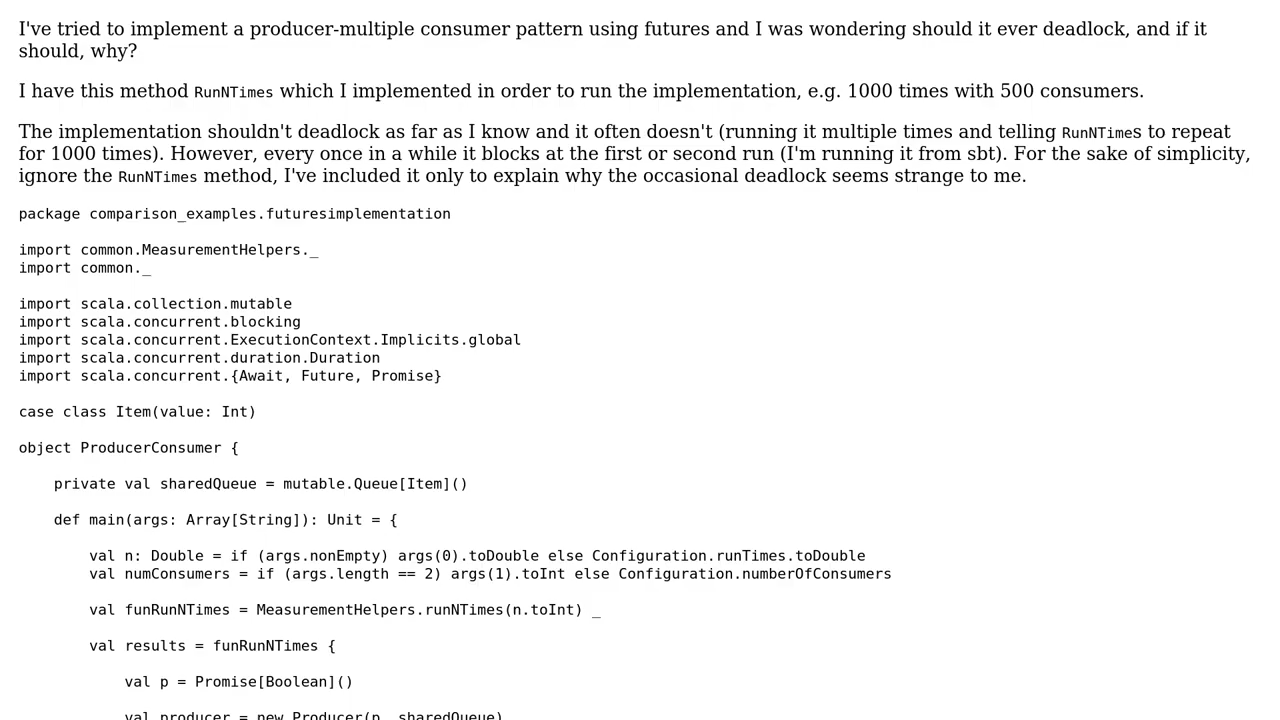 I've tried to implement a producer-multiple consumer pattern using futures and I was wondering should it ever deadlock, and if it
should, why?
I have this method RunNTimes which I implemented in order to run the implementation, e.g. 1000 times with 500 consumers.
The implementation shouldn't deadlock as far as I know and it often doesn't (running it multiple times and telling RunNTimes to repeat
for 1000 times). However, every once in a while it blocks at the first or second run (I'm running it from sbt). For the sake of simplicity,
ignore the RunNTimes method, I've included it only to explain why the occasional deadlock seems strange to me.
package comparison_examples.futuresimplementation
import common.MeasurementHelpers._
import common._
import scala.collection.mutable
import scala.concurrent.blocking
import scala.concurrent.ExecutionContext.Implicits.global
import scala.concurrent.duration.Duration
import scala.concurrent.{Await, Future, Promise}
case class Item(value: Int)
object ProducerConsumer {
    private val sharedQueue = mutable.Queue[Item]()
    def main(args: Array[String]): Unit = {
        val n: Double = if (args.nonEmpty) args(0).toDouble else Configuration.runTimes.toDouble
        val numConsumers = if (args.length == 2) args(1).toInt else Configuration.numberOfConsumers
        val funRunNTimes = MeasurementHelpers.runNTimes(n.toInt) _
        val results = funRunNTimes {
            val p = Promise[Boolean]()
            val producer = new Producer(p, sharedQueue)